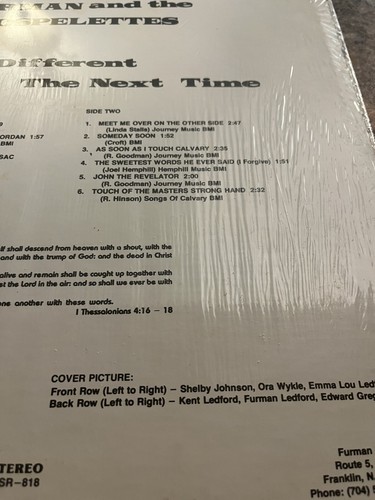 RMAN and the
SPELETTES
Different
The Next Time
SIDE TWO
1. MEET ME OVER ON THE OTHER SIDE 2:47
(Linda Stalls) Journey Music BMI
ORDAN 1:57
2. SOMEDAY SOON 1:52
BMI
(Croft) BMI
3. AS SOON AS I TOUCH CALVARY 2:35
SAC
(R. Goodman) Journey Music BMI
4. THE SWEETEST WORDS HE EVER SAID (I Forgive) 1:51
(Joel Hemphill) Hemphill Music BMI
5. JOHN THE REVELATOR 2:00
(R. Goodman) Journey Music BMI
6. TOUCH OF THE MASTERS STRONG HAND 2:32
(R. Hinson) Songs Of Calvary BMI
lf shall descend from heaven with a shout, with the
and with the trump of God: and the dead in Christ
alive and remain shall be caught up together with
et the Lord in the air: and so shall we ever be with
one another with these words.
I Thessalonians 4:16 – 18
COVER PICTURE:
Front Row (Left to Right) – Shelby Johnson, Ora Wykle, Emma Lou Led
Back Row (Left to Right) – Kent Ledford, Furman Ledford, Edward Greg
TEREO
SR-818
Furman
Route 5,
Franklin, N.
Phone: (704)